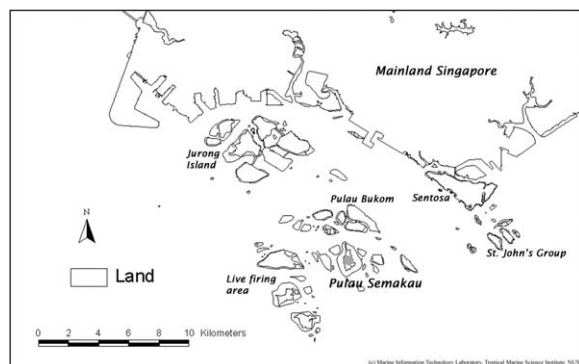 Mainland Singapore
Jurong
Island
Pulau Bukom
Sentosa
N
St. John's Group
Land
Live firing
area
Pulau Semakau
0 2 4 6 8 10 Kilometers
(c) Marine Information Technology Laboratory, Tropical Marine Science Institute, NUS